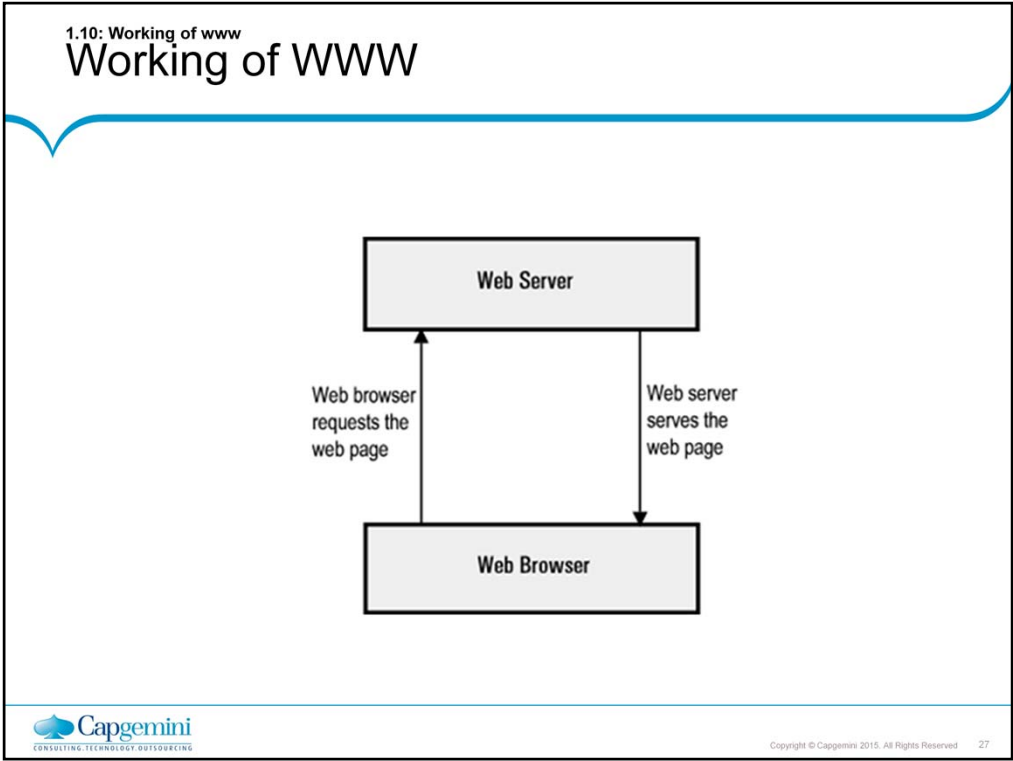 1.10: Working of www
Working of WWW
Web Server
Web browser
requests the
web page
Web server
serves the
web page
Web Browser
Capgemini
CONSULTING.TECHNOLOGY.OUTSOURCING
Copyright © Capgemini 2015. All Rights Reserved 27